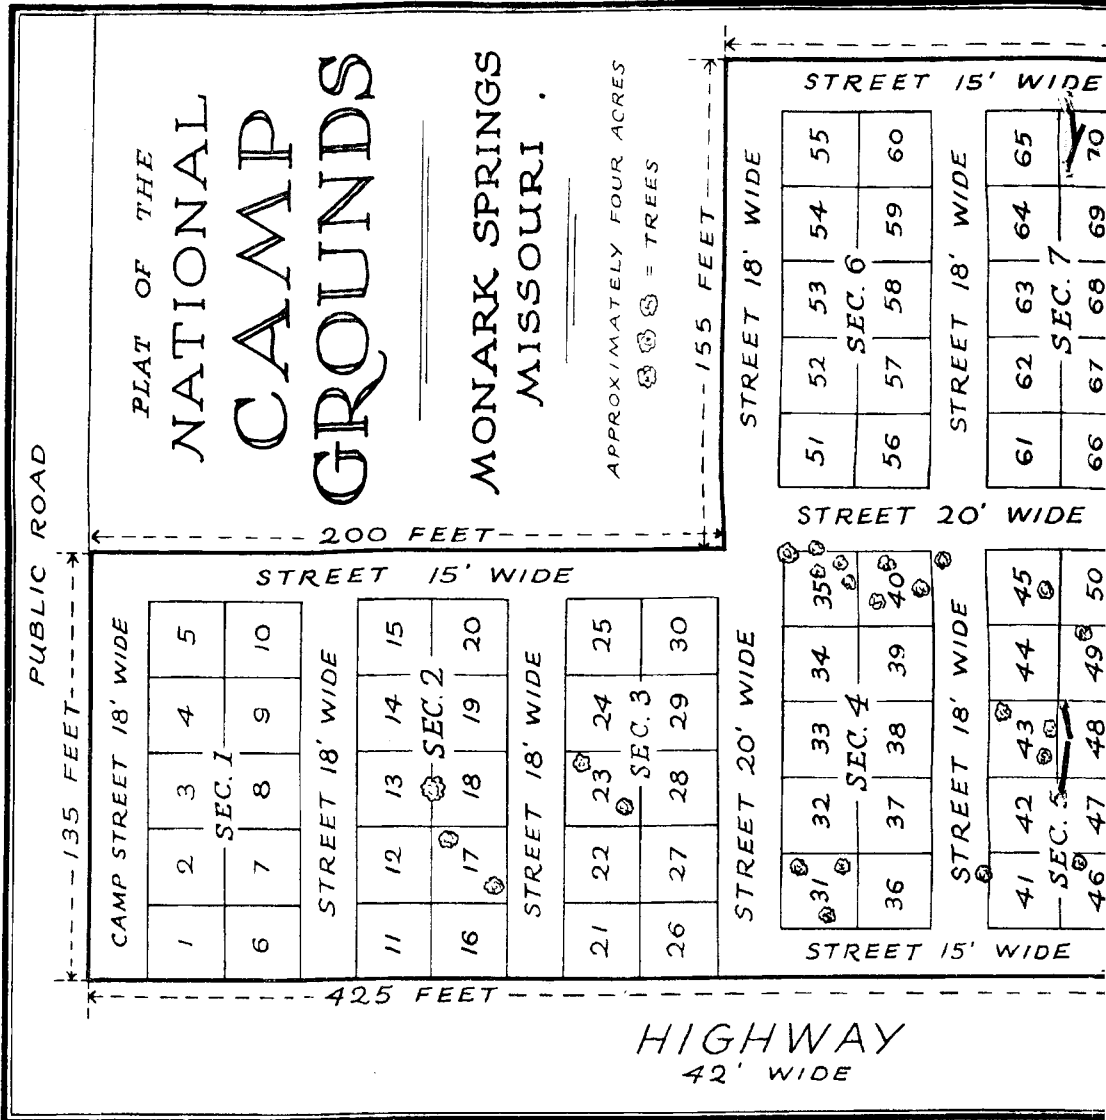 PLAT OF THE
NATIONAL
CAMP
GROUNDS
MONARK SPRINGS
MISSOURI.
APPROXIMATELY FOUR ACRES
= TREES
PUBLIC ROAD
135 FEET
200 FEET
155 FEET
425 FEET
STREET 15' WIDE
CAMP STREET 18' WIDE
5 10
4 9
3 8
2 7
1 6
SEC. 1
STREET 18' WIDE
15 20
14 19
13 18
12 17
11 16
SEC. 2
STREET 18' WIDE
25 30
24 29
23 28
22 27
21 26
SEC. 3
STREET 20' WIDE
STREET 15' WIDE
STREET 18' WIDE
55 60
54 59
53 58
52 57
51 56
SEC. 6
STREET 18' WIDE
65 70
64 69
63 68
62 67
61 66
SEC. 7
STREET 20' WIDE
35 40
34 39
33 38
32 37
31 36
SEC. 4
STREET 18' WIDE
45 50
44 49
43 48
42 47
41 46
SEC. 5
STREET 15' WIDE
HIGHWAY
42' WIDE